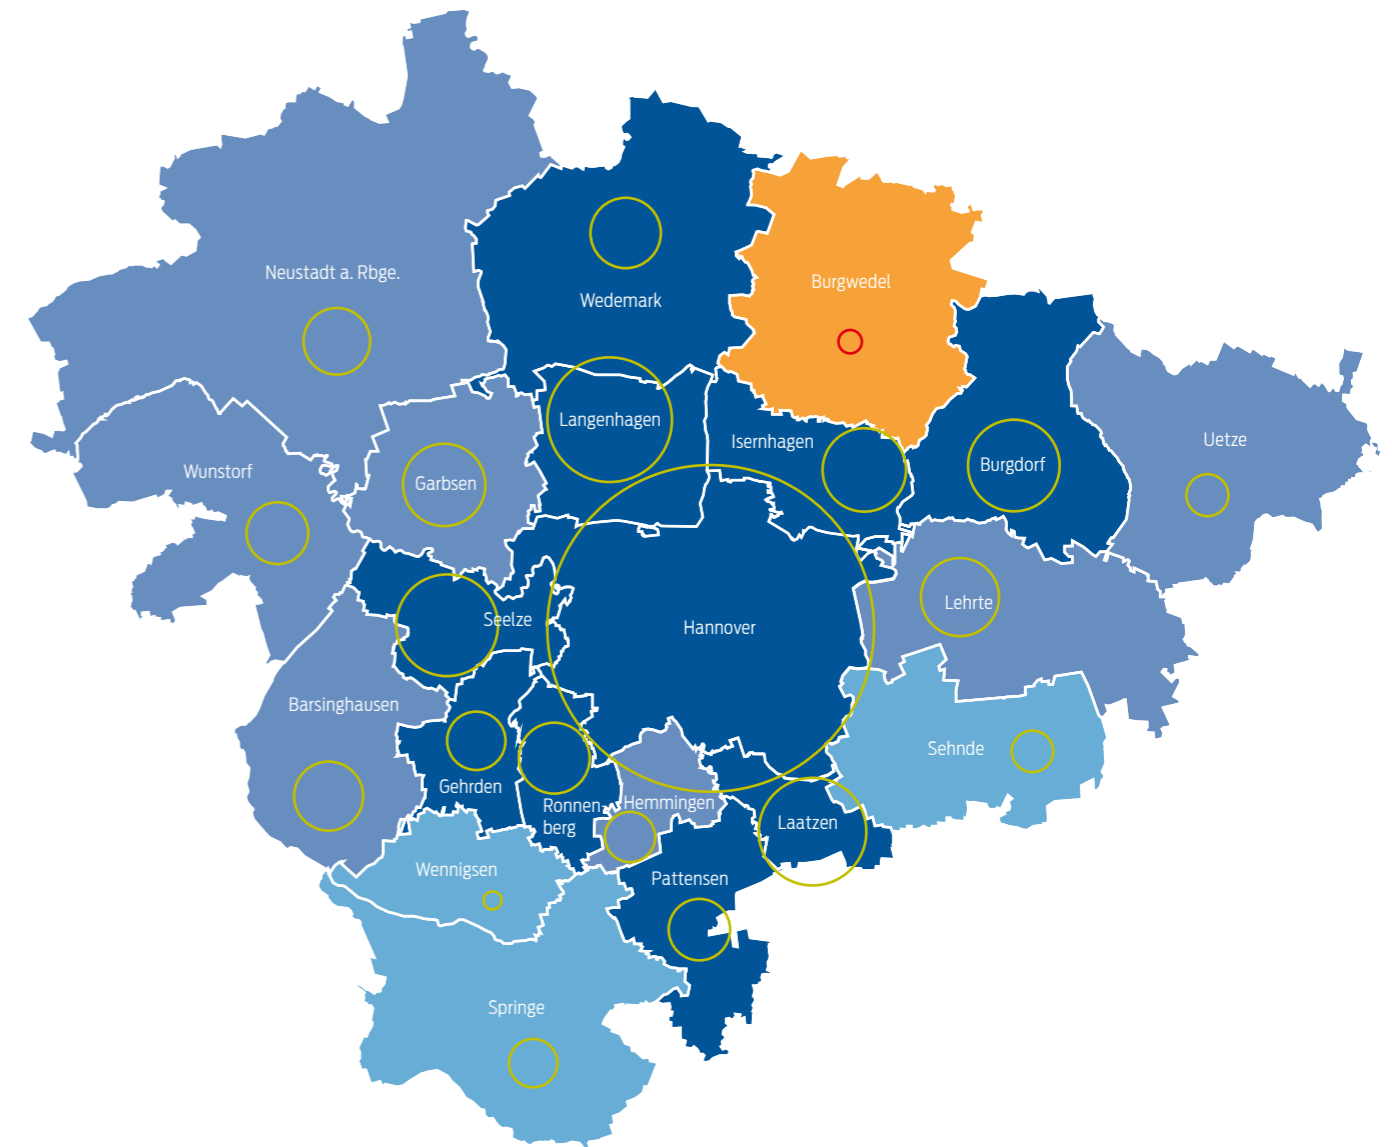 Neustadt a. Rbge.
Wedemark
Burgwedel
Langenhagen
Isernhagen
Uetze
Burgdorf
Wunstorf
Garbsen
Lehrte
Seelze
Hannover
Barsinghausen
Sehnde
Gehrden
Ronnen-
berg
Hemmingen
Laatzen
Wennigsen
Pattensen
Springe